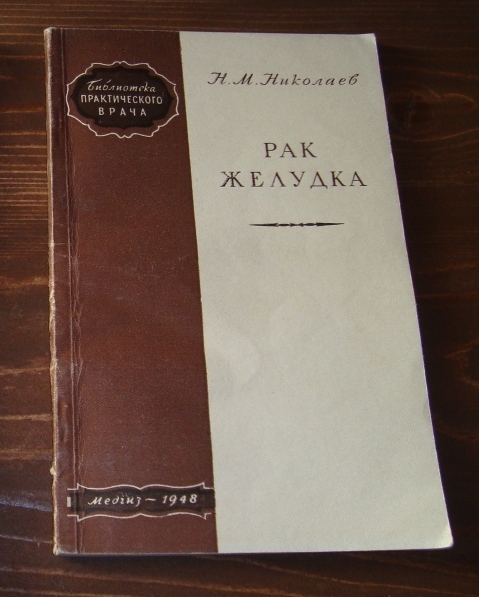 Библиотека
ПРАКТИЧЕСКОГО
ВРАЧА
Н. М. Николаев
РАК
ЖЕЛУДКА
Медгиз — 1948